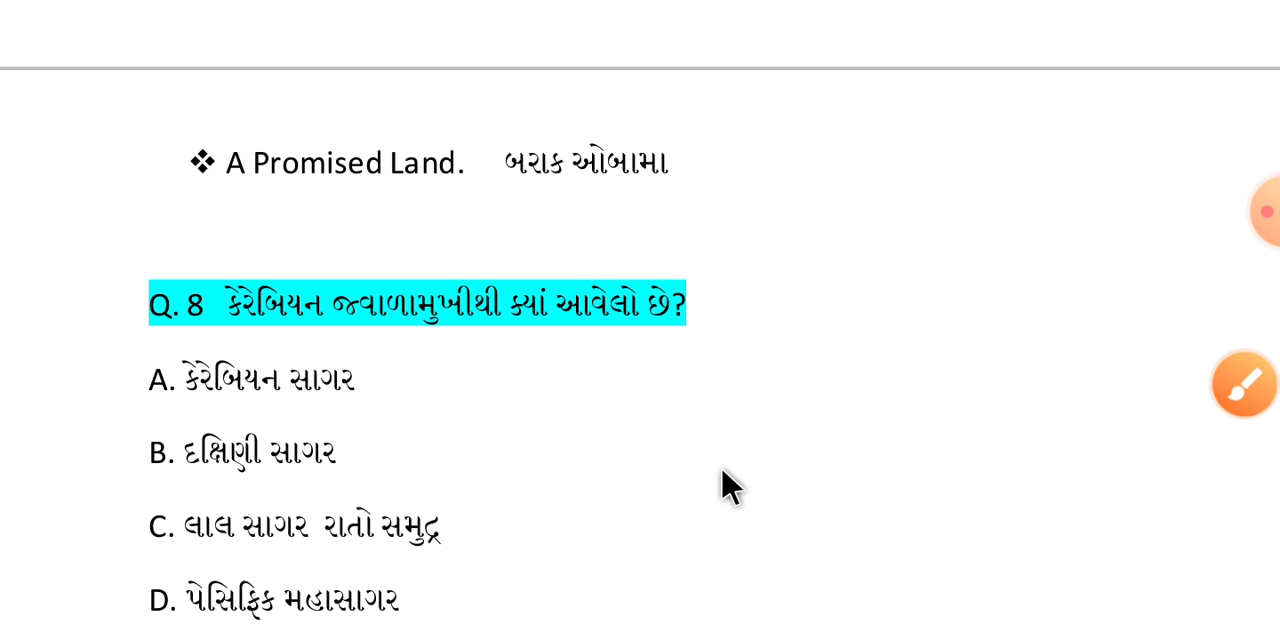 ❖ A Promised Land. બરાક ઓબામા
Q. 8 કેરેબિયન જ્વાળામુખીથી ક્યાં આવેલો છે?
A. કેરેબિયન સાગર
B. દક્ષિણી સાગર
C. લાલ સાગર રાતો સમુદ્ર
D. પેસિફિક મહાસાગર